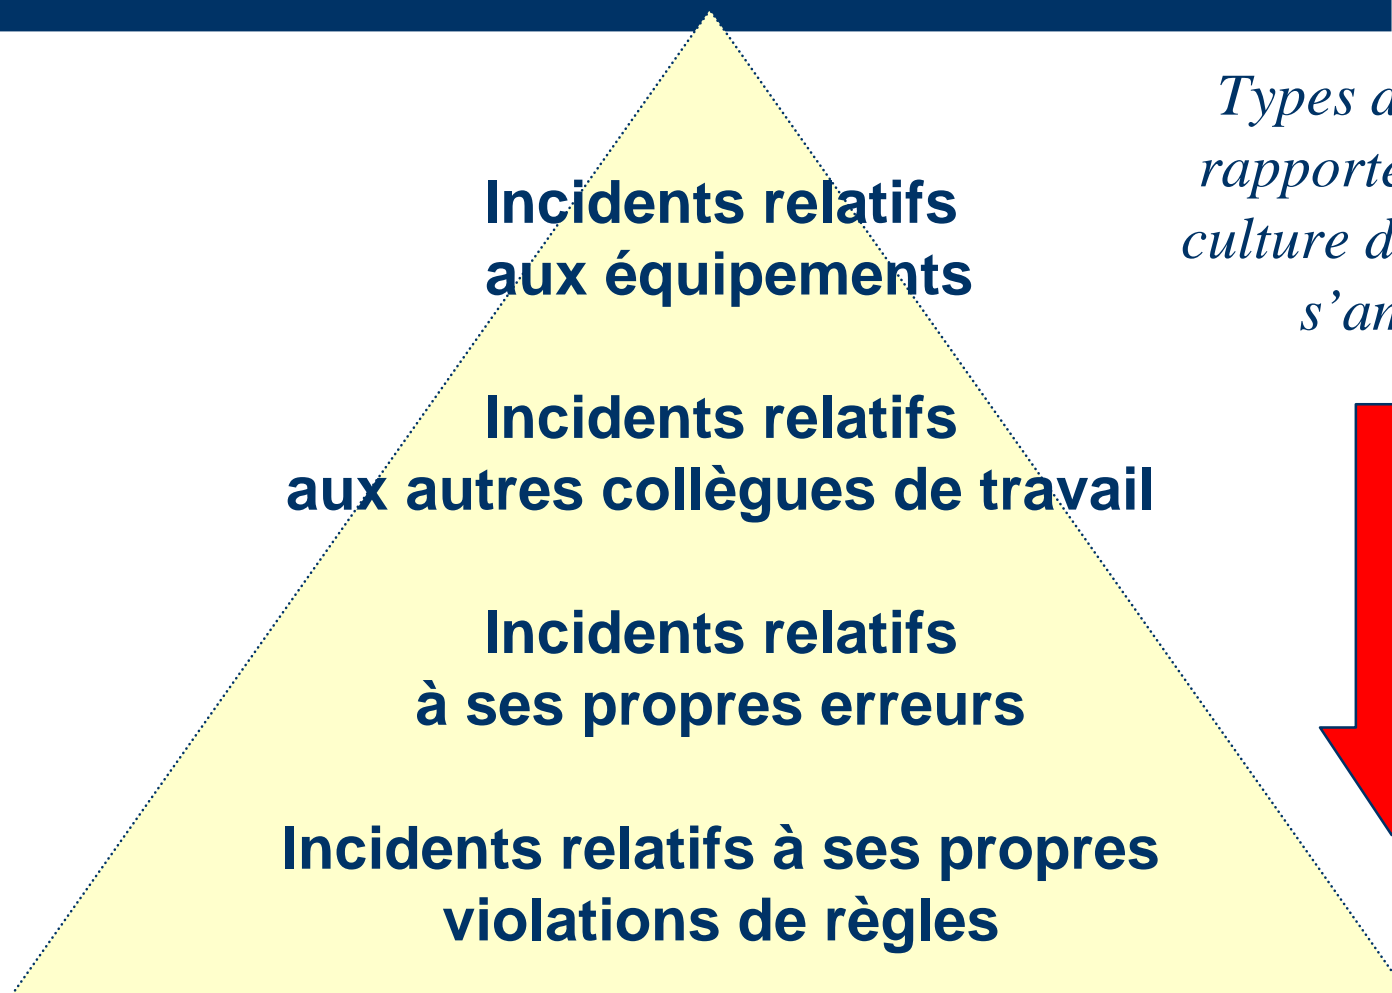 Types
rapporté
culture
Incidents relatifs
aux équipements
Incidents relatifs
aux autres collègues de travail
Incidents relatifs
à ses propres erreurs
Incidents relatifs à ses propres
violations de règles